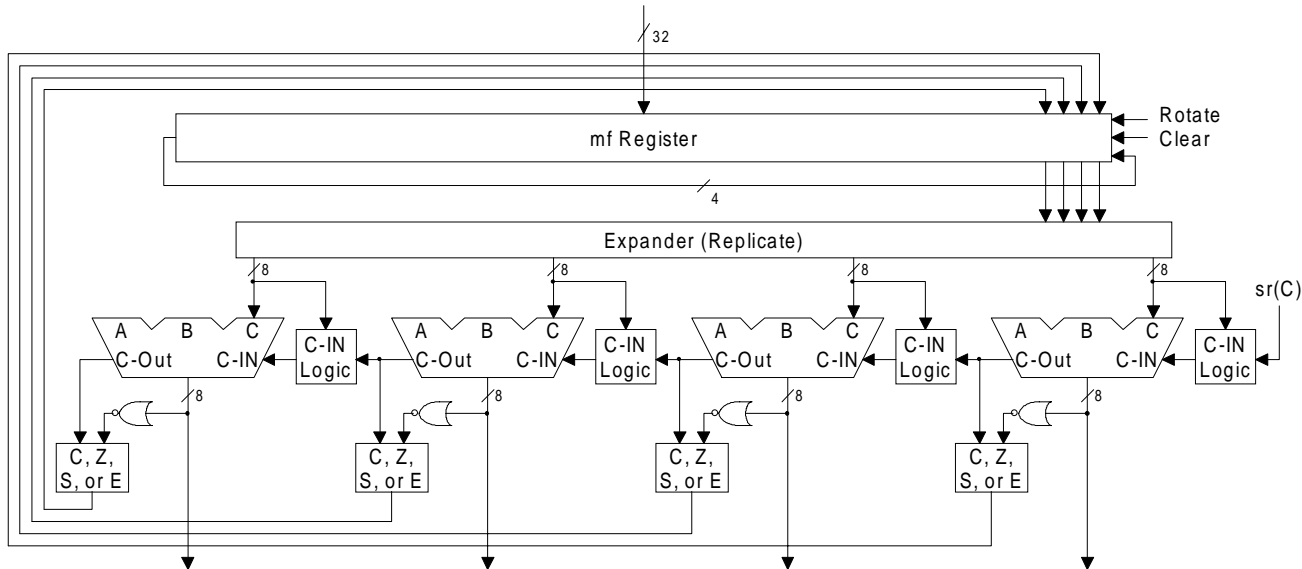 32
Rotate
mf Register
Clear
4
Expander (Replicate)
8
8
8
8
sr(C)
A
B
C
C-Out
C-IN
C-IN
Logic
A
B
C
C-Out
C-IN
C-IN
Logic
A
B
C
C-Out
C-IN
C-IN
Logic
A
B
C
C-Out
C-IN
C-IN
Logic
8
8
8
8
C, Z,
S, or E
C, Z,
S, or E
C, Z,
S, or E
C, Z,
S, or E